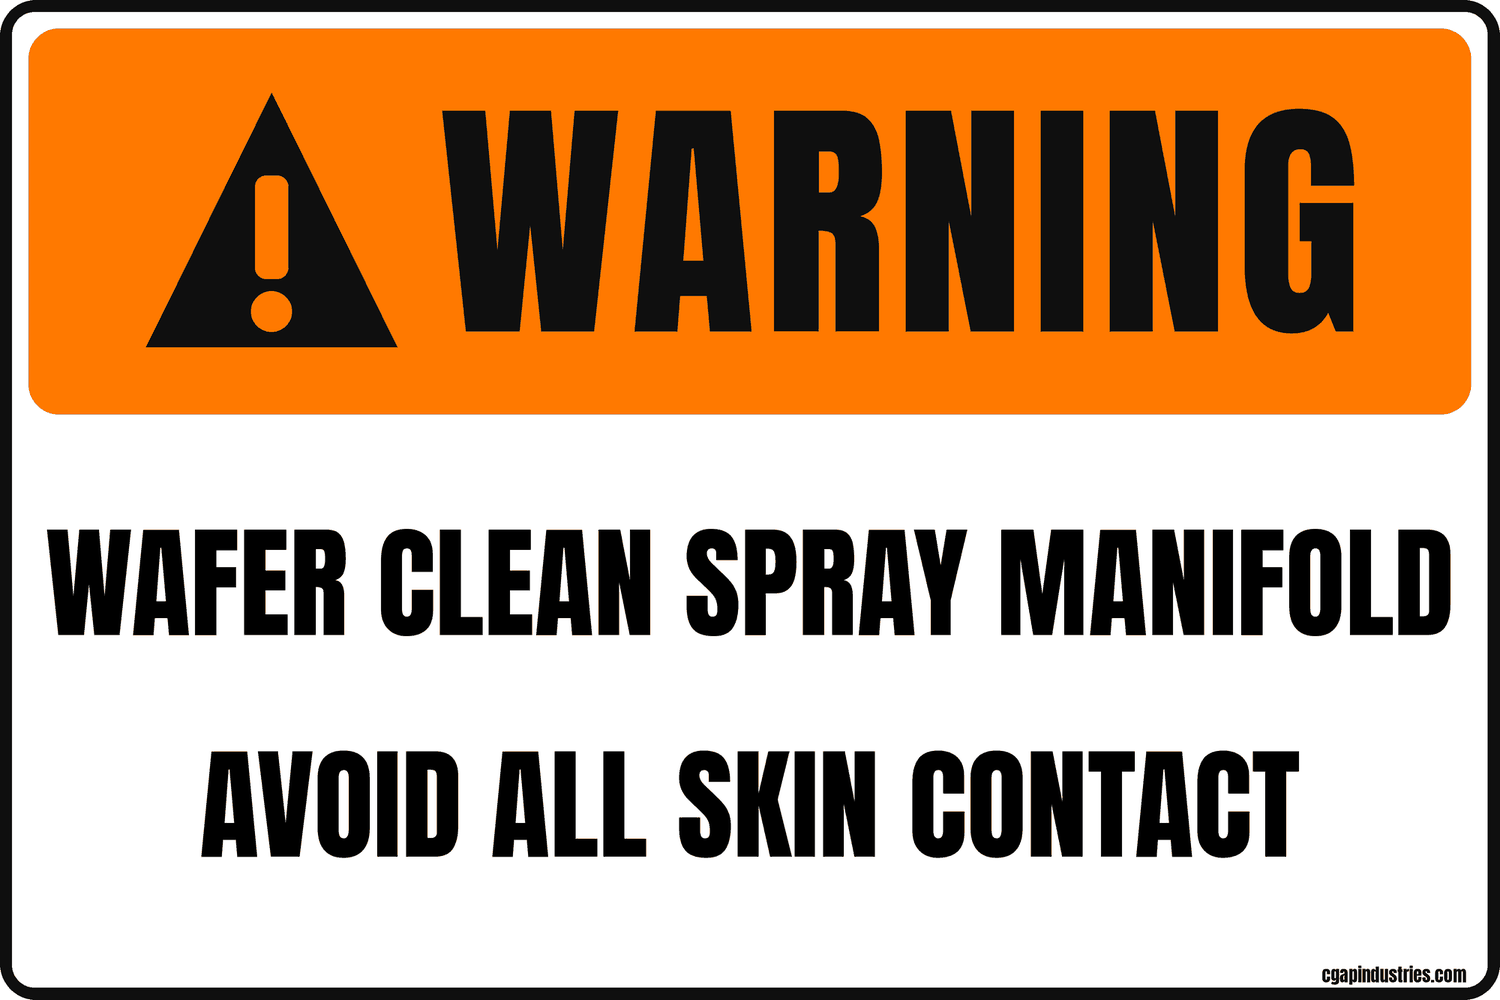 WARNING
WAFER CLEAN SPRAY MANIFOLD
AVOID ALL SKIN CONTACT
cgapindustries.com